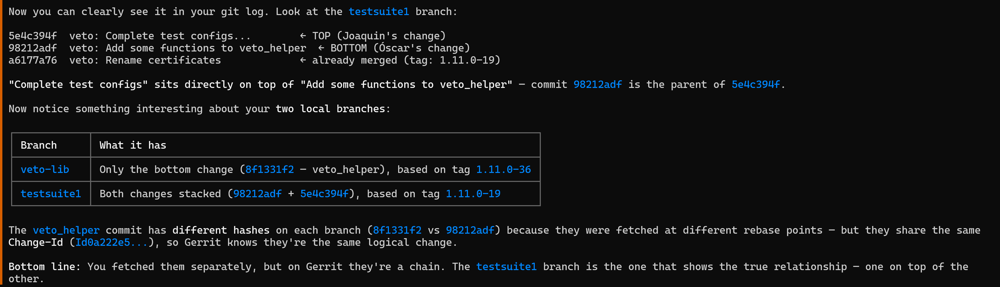 Now you can clearly see it in your git log. Look at the testsuite1 branch:
5e4c394f  veto: Complete test configs...        ← TOP (Joaquin's change)
98212adf  veto: Add some functions to veto_helper  ← BOTTOM (Óscar's change)
a6177a76  veto: Rename certificates             ← already merged (tag: 1.11.0-19)
"Complete test configs" sits directly on top of "Add some functions to veto_helper" — commit 98212adf is the parent of 5e4c394f.
Now notice something interesting about your two local branches:
Branch What it has
veto-lib Only the bottom change (8f1331f2 — veto_helper), based on tag 1.11.0-36
testsuite1 Both changes stacked (98212adf + 5e4c394f), based on tag 1.11.0-19
The veto_helper commit has different hashes on each branch (8f1331f2 vs 98212adf) because they were fetched at different rebase points — but they share the same
Change-Id (Id0a222e5...), so Gerrit knows they're the same logical change.
Bottom line: You fetched them separately, but on Gerrit they're a chain. The testsuite1 branch is the one that shows the true relationship — one on top of the
other.